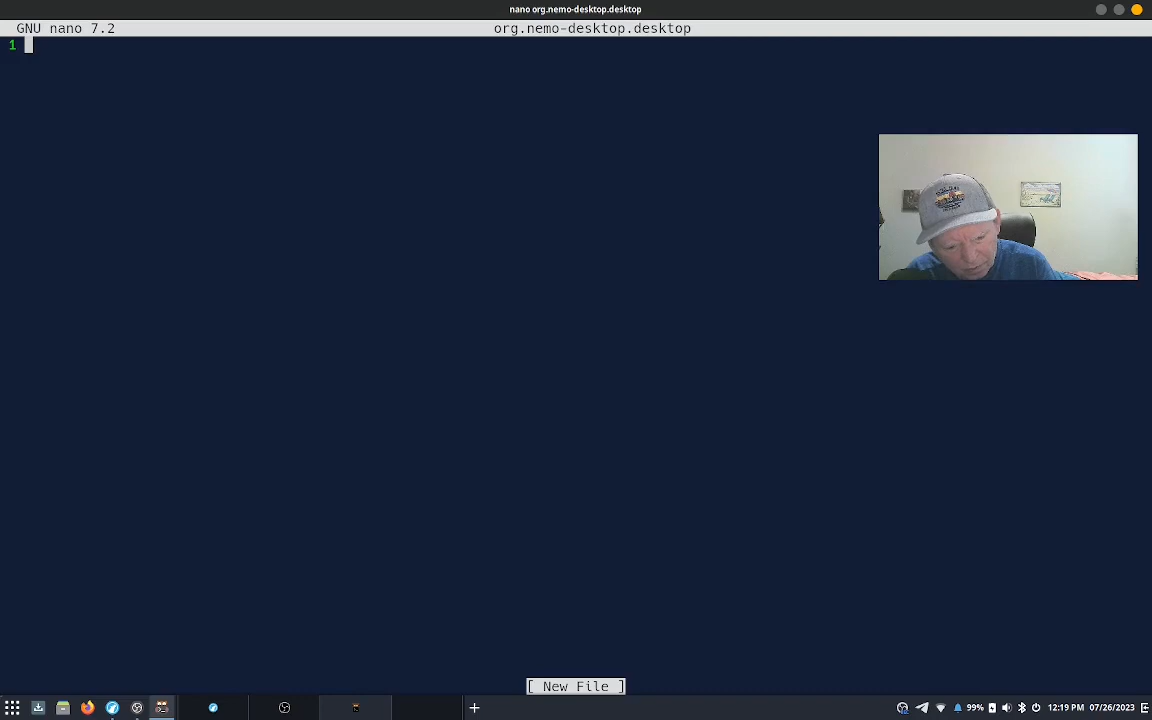 nano org.nemo-desktop.desktop
GNU nano 7.2 org.nemo-desktop.desktop
1
[ New File ]
99% 12:19 PM 07/26/2023